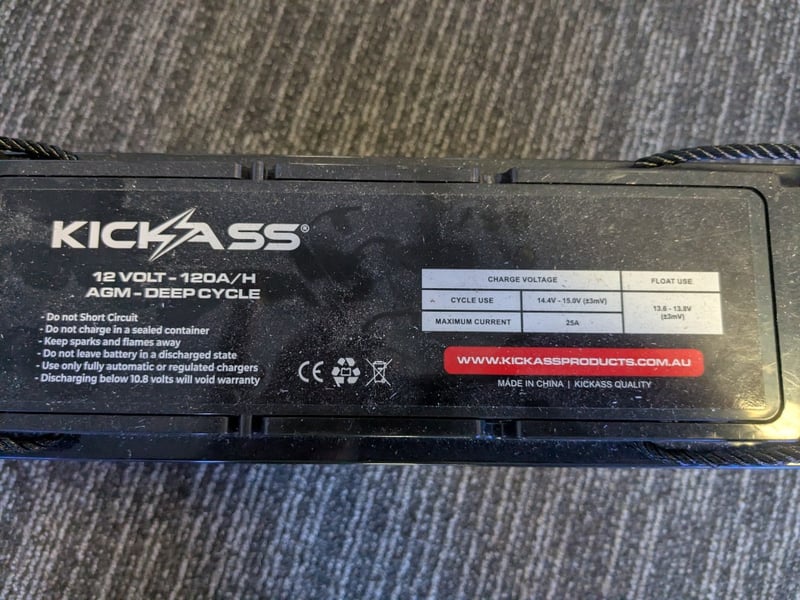 KICKASS®
12 VOLT - 120A/H
AGM - DEEP CYCLE
- Do not Short Circuit
- Do not charge in a sealed container
- Keep sparks and flames away
- Do not leave battery in a discharged state
- Use only fully automatic or regulated chargers
- Discharging below 10.8 volts will void warranty
CE
CHARGE VOLTAGE FLOAT USE
CYCLE USE 14.4V - 15.0V (±3mV) 13.6 - 13.8V (±3mV)
MAXIMUM CURRENT 25A
WWW.KICKASSPRODUCTS.COM.AU
MADE IN CHINA | KICKASS QUALITY